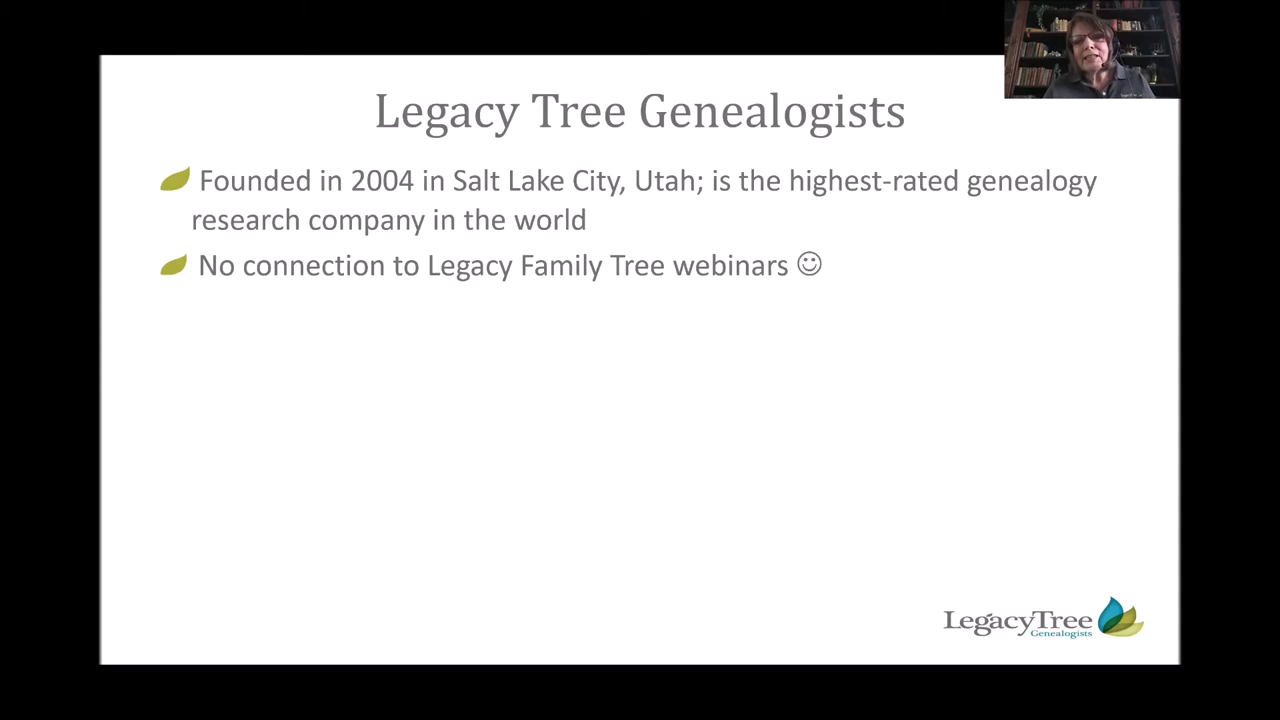 Legacy Tree Genealogists
Founded in 2004 in Salt Lake City, Utah; is the highest-rated genealogy
research company in the world
No connection to Legacy Family Tree webinars ☺
LegacyTree
Genealogists